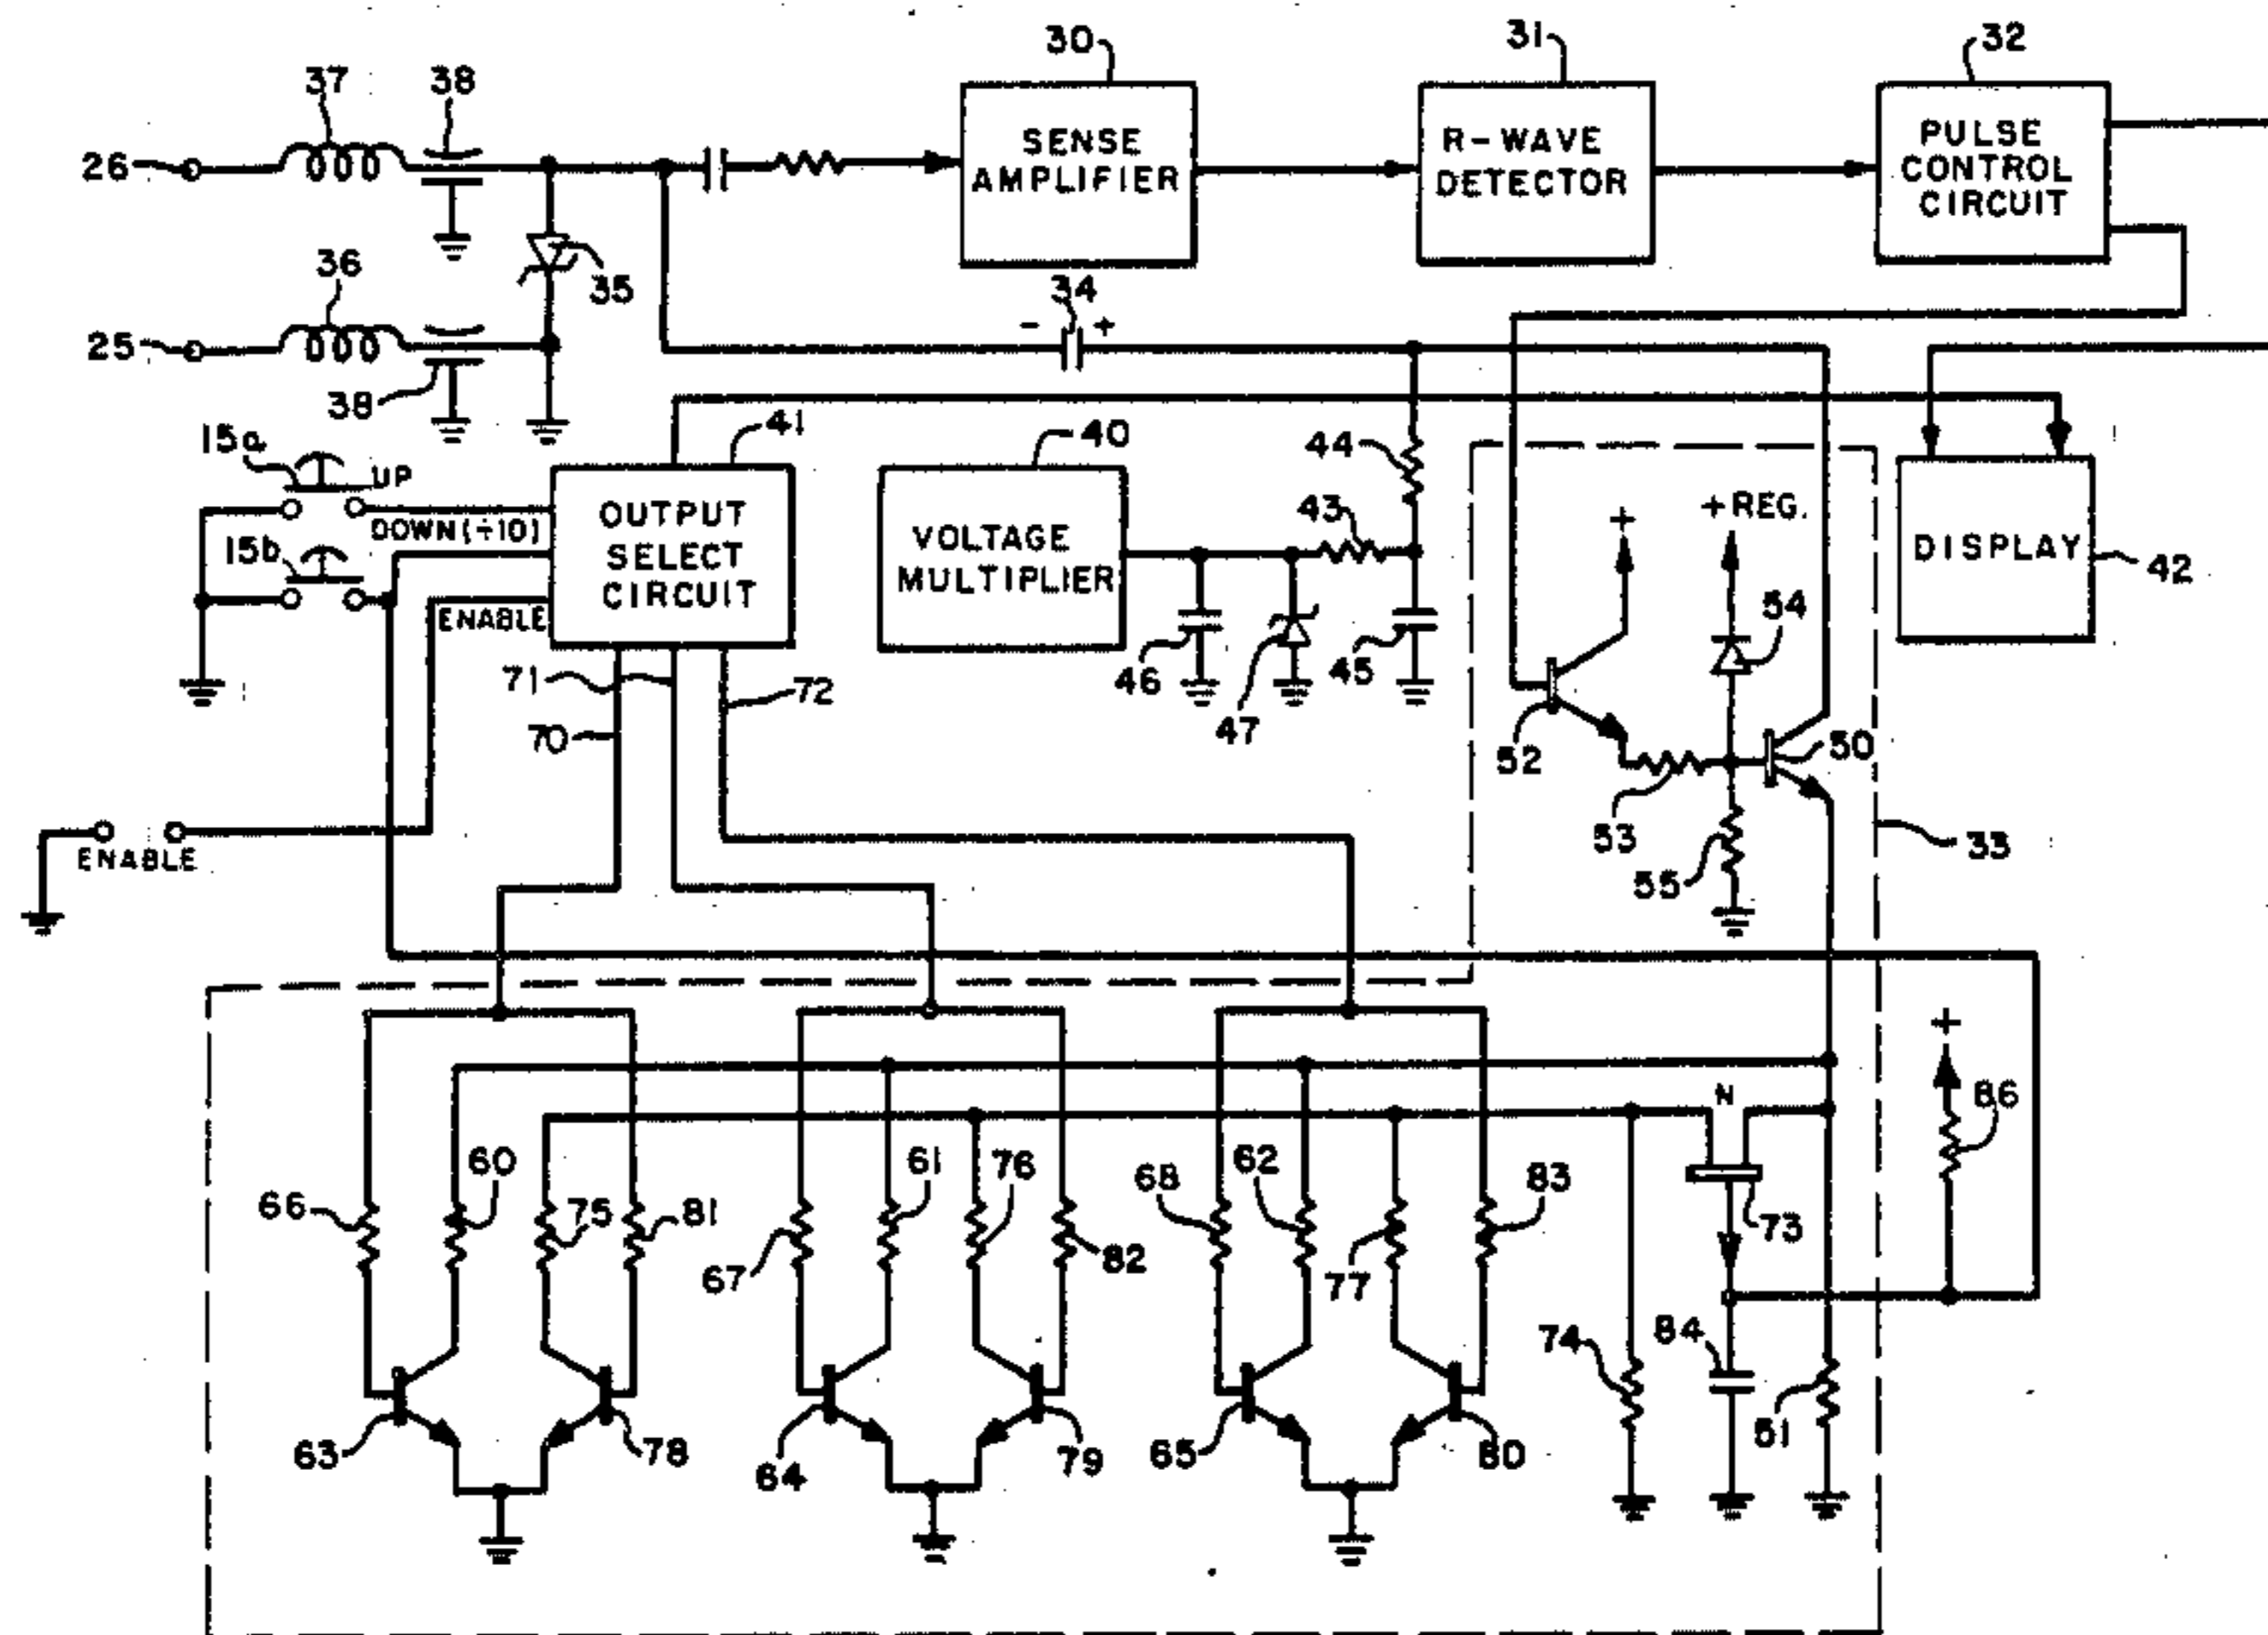 30
31
32
37
38
26
SENSE
AMPLIFIER
R-WAVE
DETECTOR
PULSE
CONTROL
CIRCUIT
36
35
34
- +
25
38
15a
UP
41
40
44
DOWN (÷10)
15b
ENABLE
OUTPUT
SELECT
CIRCUIT
VOLTAGE
MULTIPLIER
43
+
+REG.
DISPLAY
42
54
46
47
45
71
72
70
52
50
53
55
33
ENABLE
+
N
86
66
60
75
81
67
61
76
82
68
62
77
83
73
74
84
51
63
78
64
79
65
80